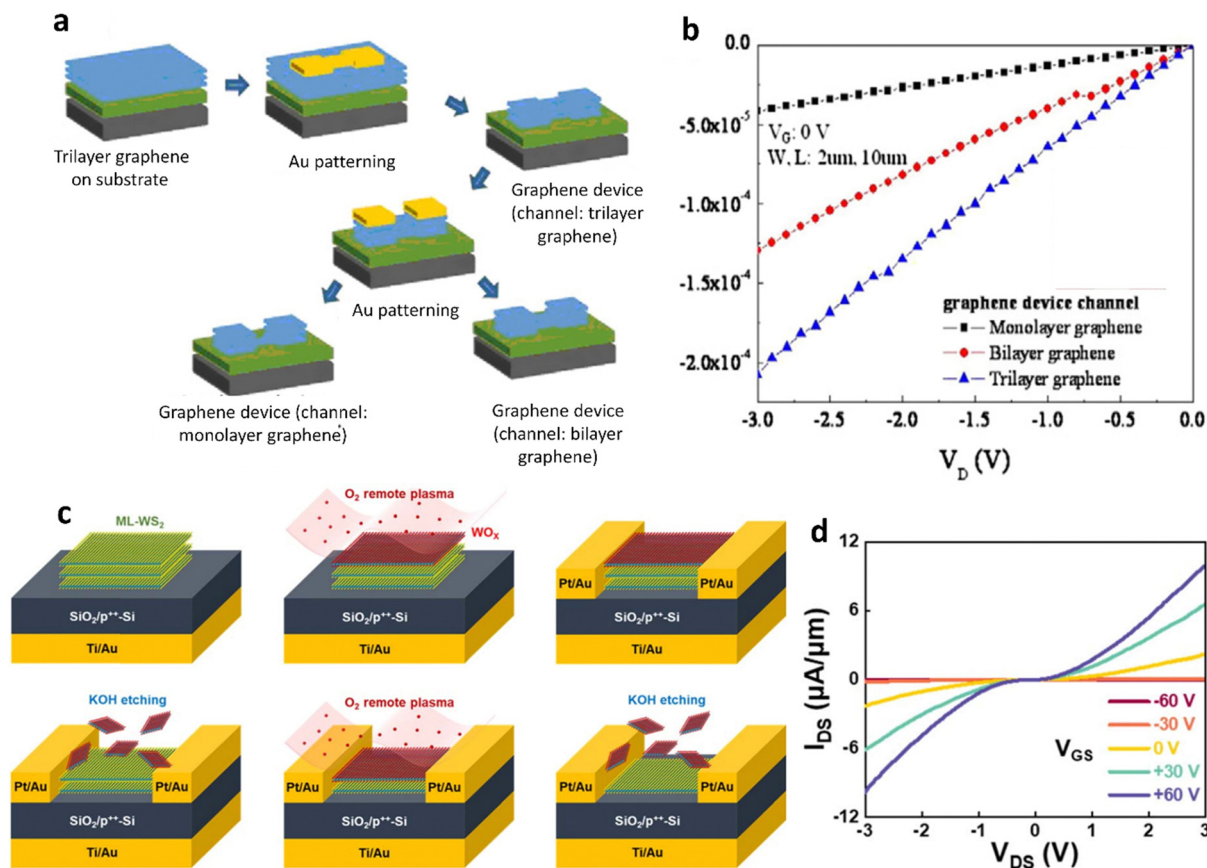 a
Trilayer graphene
on substrate
Au patterning
Graphene device
(channel: trilayer
graphene)
Au patterning
Graphene device (channel:
monolayer graphene)
Graphene device
(channel: bilayer
graphene)
b
0.0
-5.0x10⁻⁵
-1.0x10⁻⁴
-1.5x10⁻⁴
-2.0x10⁻⁴
V_G: 0 V
W, L: 2um, 10um
graphene device channel
Monolayer graphene
Bilayer graphene
Trilayer graphene
-3.0 -2.5 -2.0 -1.5 -1.0 -0.5 0.0
V_D (V)
c
ML-WS₂
SiO₂/p⁺⁺-Si
Ti/Au
O₂ remote plasma
WOₓ
SiO₂/p⁺⁺-Si
Ti/Au
Pt/Au Pt/Au
SiO₂/p⁺⁺-Si
Ti/Au
KOH etching
Pt/Au Pt/Au
SiO₂/p⁺⁺-Si
Ti/Au
O₂ remote plasma
Pt/Au Pt/Au
SiO₂/p⁺⁺-Si
Ti/Au
KOH etching
Pt/Au Pt/Au
SiO₂/p⁺⁺-Si
Ti/Au
d
I_DS (μA/μm)
12
6
0
-6
-12
V_GS
-60 V
-30 V
0 V
+30 V
+60 V
-3 -2 -1 0 1 2 3
V_DS (V)